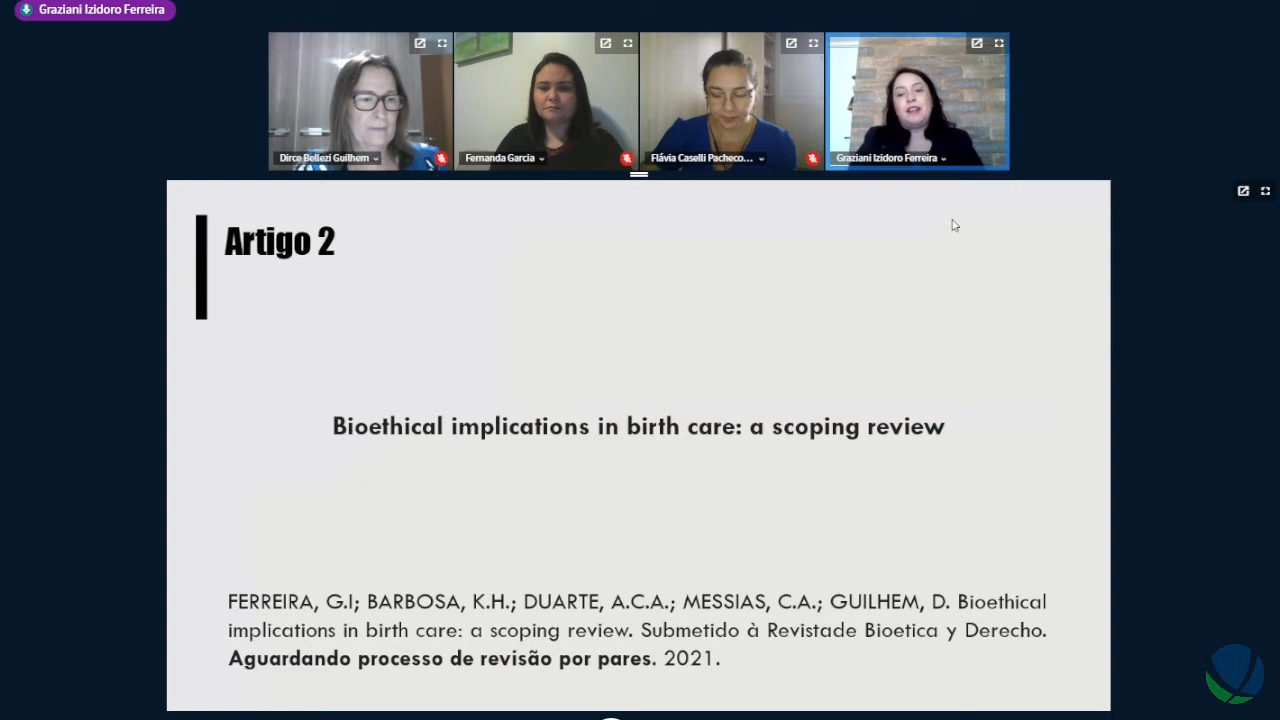 Graziani Izidoro Ferreira
Dirce Bellezi Guilhem
Fernanda Garcia
Flávia Caselli Pacheco...
Graziani Izidoro Ferreira
Artigo 2
Bioethical implications in birth care: a scoping review
FERREIRA, G.I; BARBOSA, K.H.; DUARTE, A.C.A.; MESSIAS, C.A.; GUILHEM, D. Bioethical
implications in birth care: a scoping review. Submetido à Revistade Bioetica y Derecho.
Aguardando processo de revisão por pares. 2021.